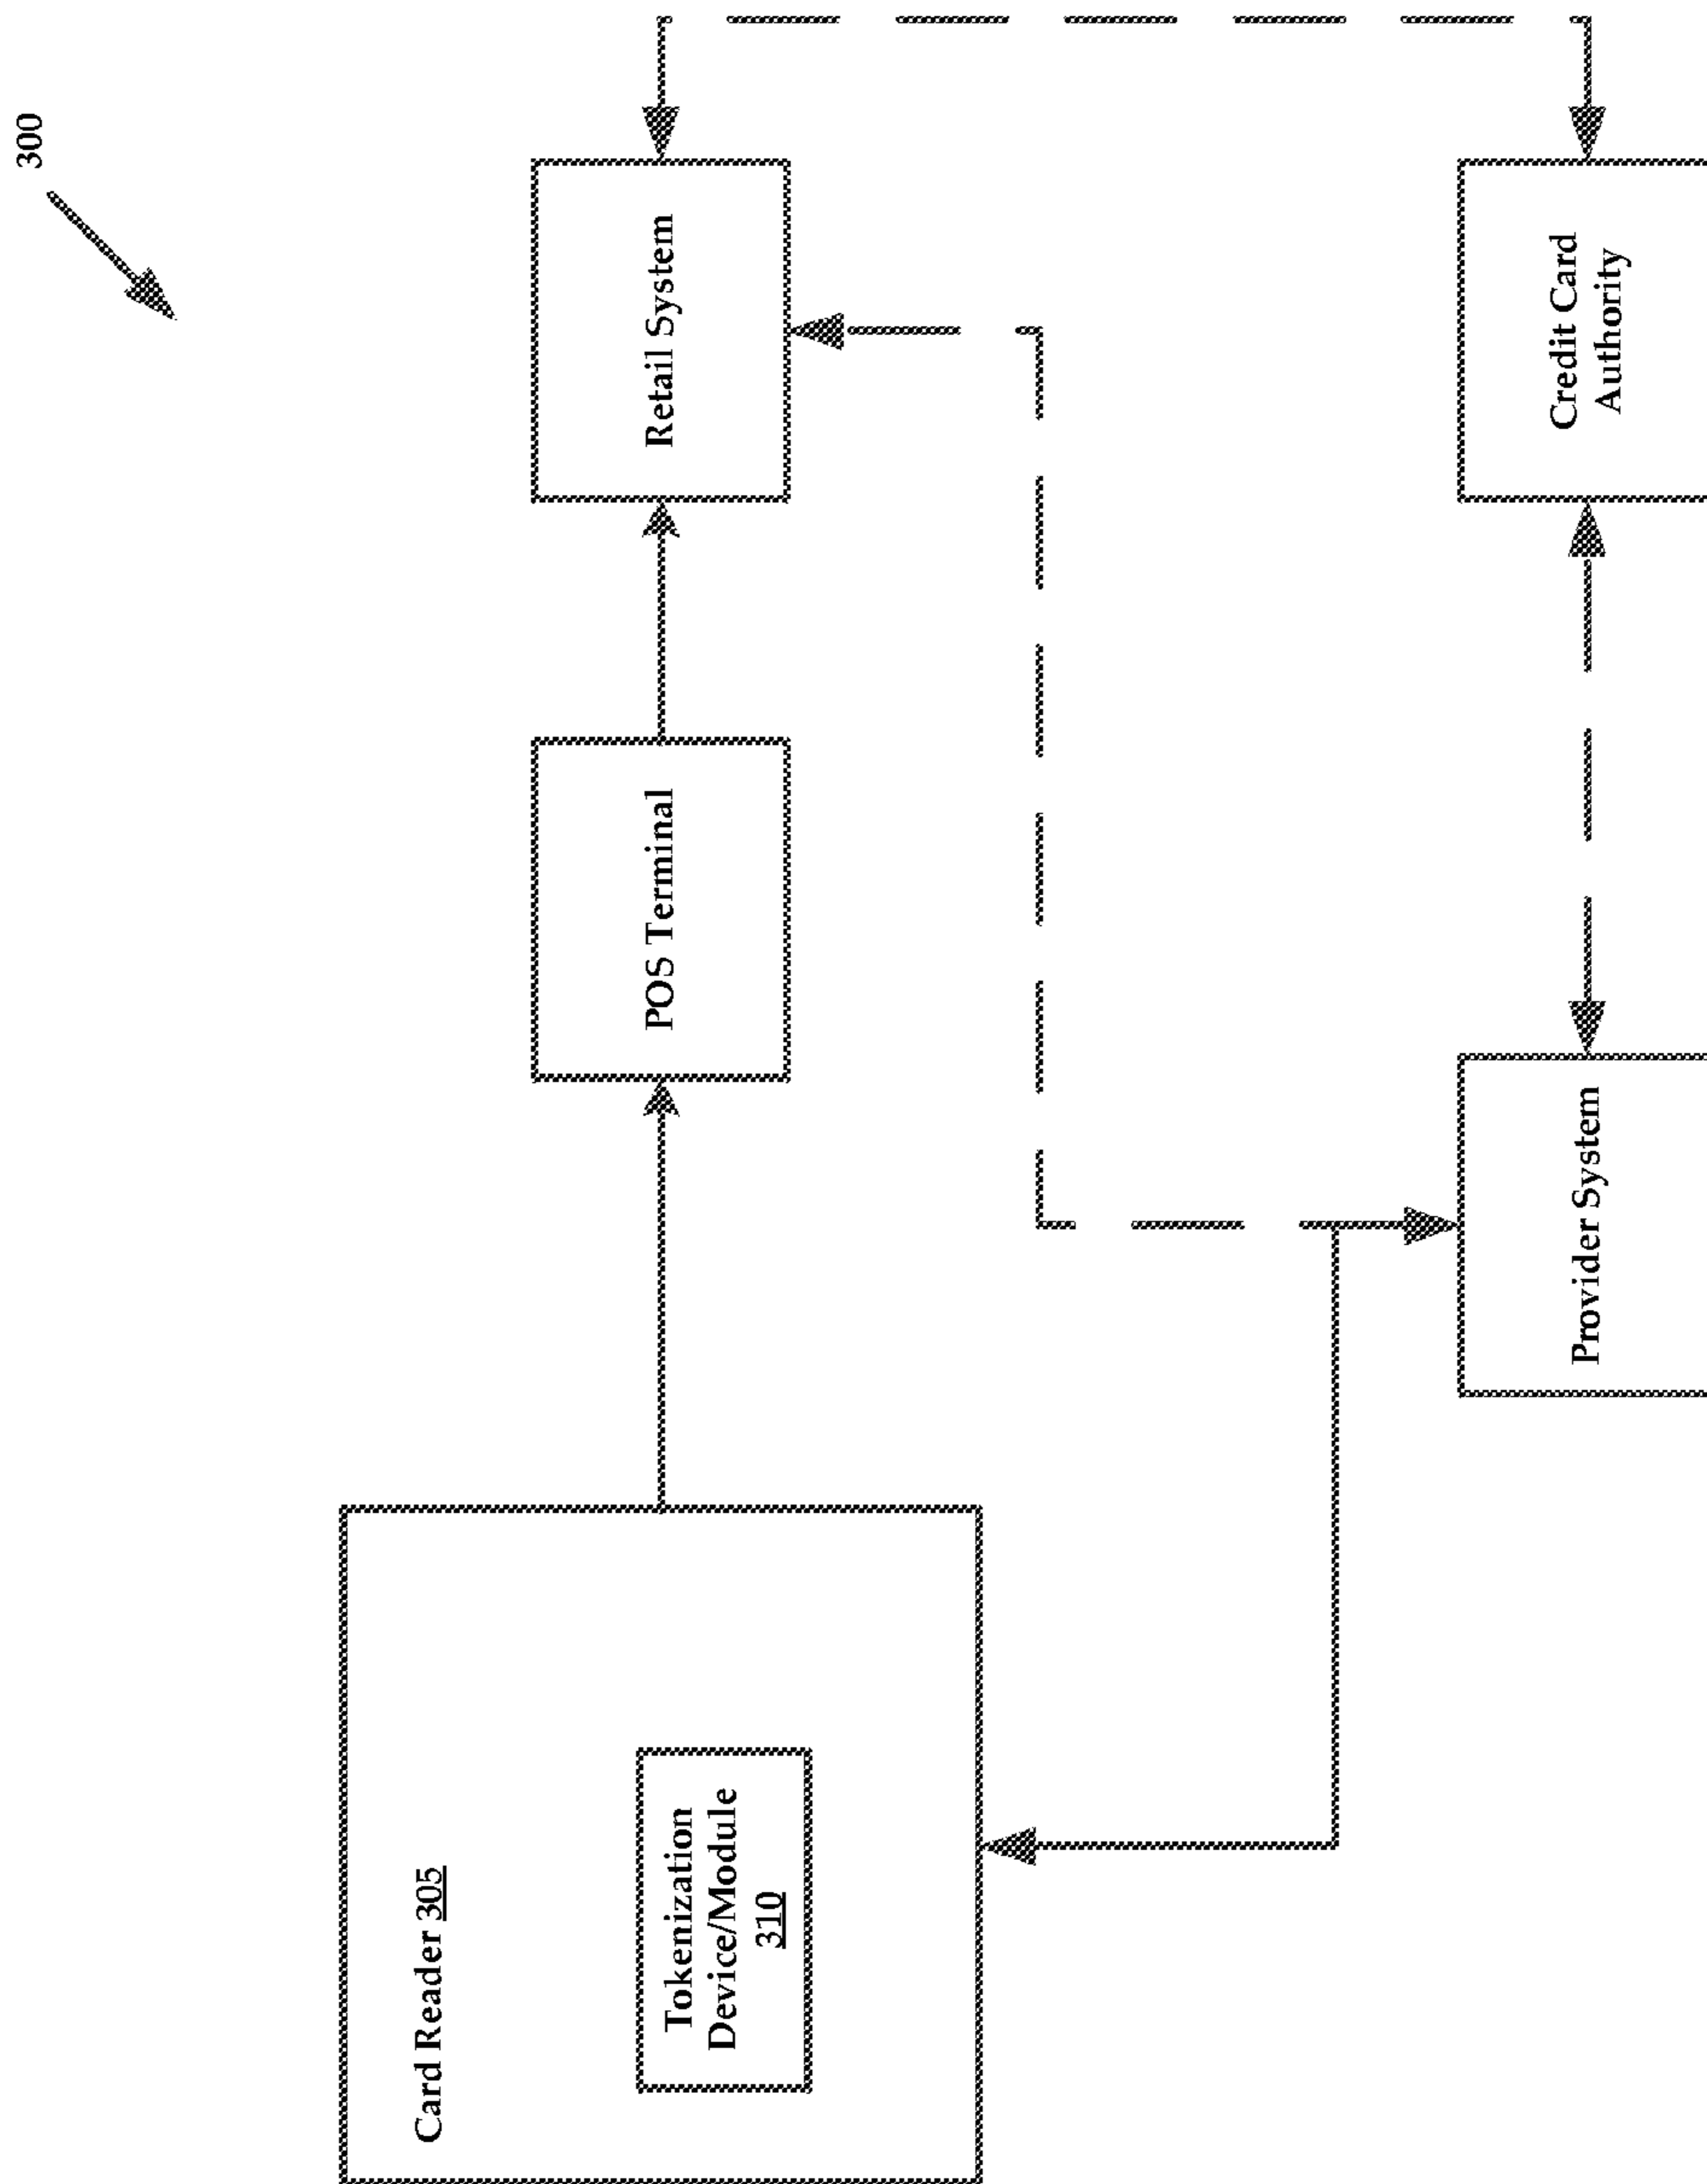 300
Card Reader 305
Tokenization
Device/Module
310
POS Terminal
Retail System
Provider System
Credit Card
Authority